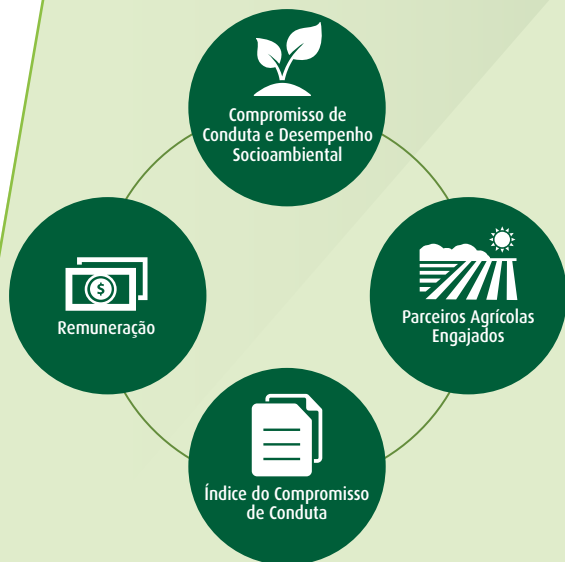 Compromisso de
Conduta e Desempenho
Socioambiental
$
Remuneração
Parceiros Agrícolas
Engajados
Índice do Compromisso
de Conduta